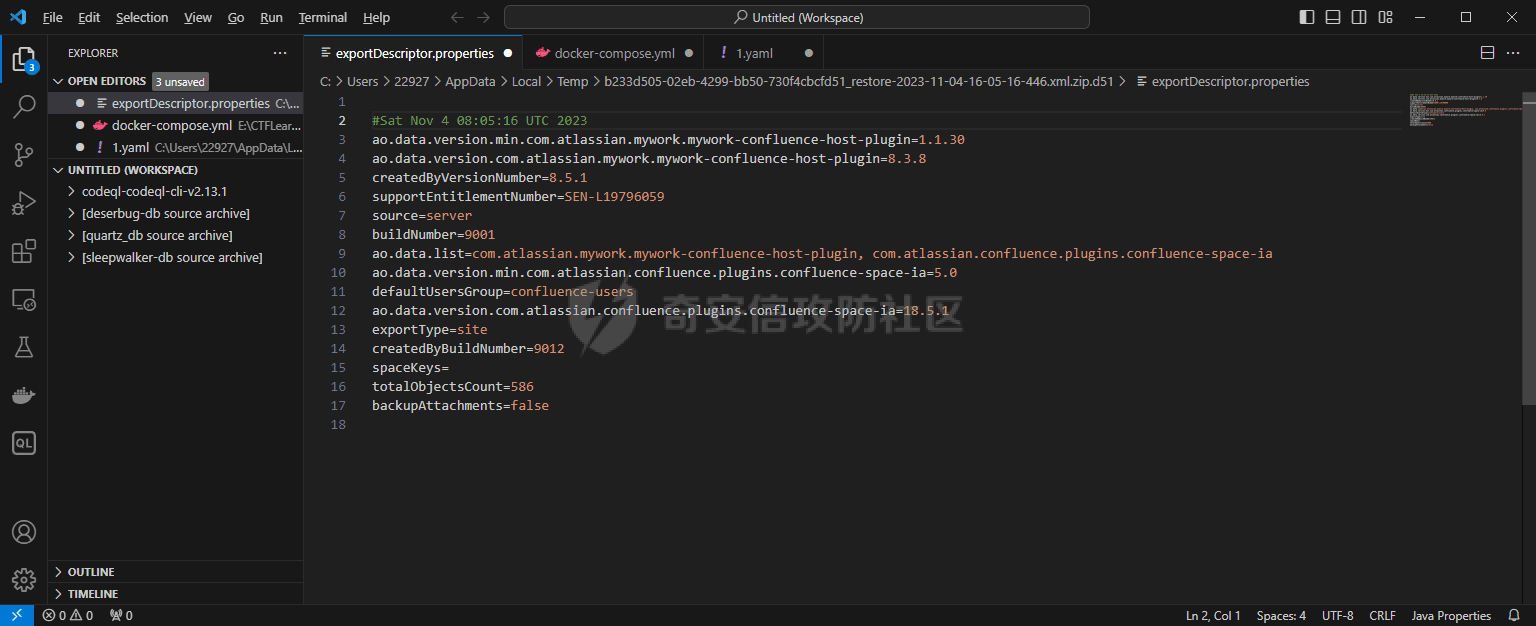 File Edit Selection View Go Run Terminal Help Untitled (Workspace)
EXPLORER
OPEN EDITORS 3 unsaved
exportDescriptor.properties C:\...
docker-compose.yml E:\CTFLear...
1.yaml C:\Users\22927\AppData\L...
UNTITLED (WORKSPACE)
codeql-codeql-cli-v2.13.1
[deserbug-db source archive]
[quartz_db source archive]
[sleepwalker-db source archive]
OUTLINE
TIMELINE
3
QL
exportDescriptor.properties docker-compose.yml 1.yaml
C: > Users > 22927 > AppData > Local > Temp > b233d505-02eb-4299-bb50-730f4cbcfd51_restore-2023-11-04-16-05-16-446.xml.zip.d51 > exportDescriptor.properties
1
2 #Sat Nov 4 08:05:16 UTC 2023
3 ao.data.version.min.com.atlassian.mywork.mywork-confluence-host-plugin=1.1.30
4 ao.data.version.com.atlassian.mywork.mywork-confluence-host-plugin=8.3.8
5 createdByVersionNumber=8.5.1
6 supportEntitlementNumber=SEN-L19796059
7 source=server
8 buildNumber=9001
9 ao.data.list=com.atlassian.mywork.mywork-confluence-host-plugin, com.atlassian.confluence.plugins.confluence-space-ia
10 ao.data.version.min.com.atlassian.confluence.plugins.confluence-space-ia=5.0
11 defaultUsersGroup=confluence-users
12 ao.data.version.com.atlassian.confluence.plugins.confluence-space-ia=18.5.1
13 exportType=site
14 createdByBuildNumber=9012
15 spaceKeys=
16 totalObjectsCount=586
17 backupAttachments=false
18
奇安信攻防社区
0 0 0 Ln 2, Col 1 Spaces: 4 UTF-8 CRLF Java Properties